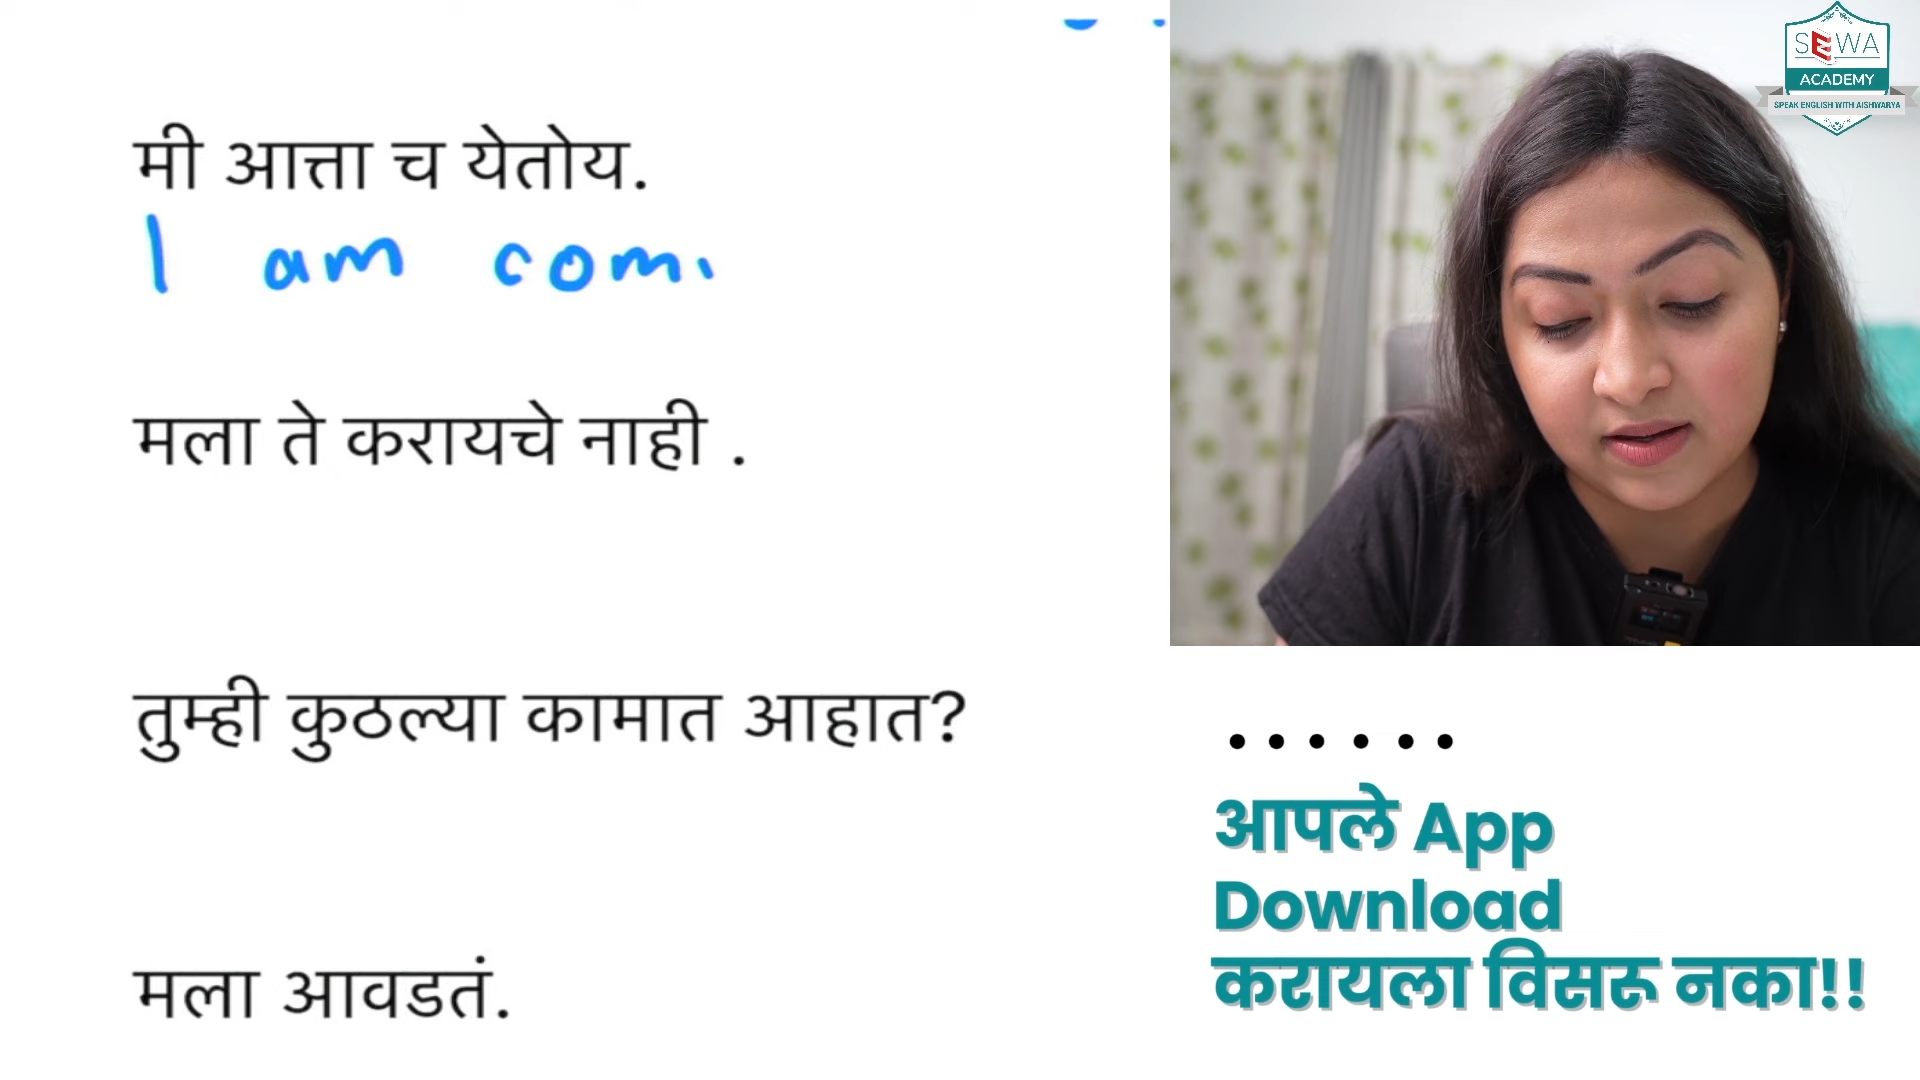 मी आत्ता च येतोय.
I am com
मला ते करायचे नाही .
तुम्ही कुठल्या कामात आहात?
मला आवडतं.
SEWA
ACADEMY
SPEAK ENGLISH WITH AISHWARYA
आपले App
Download
करायला विसरू नका!!